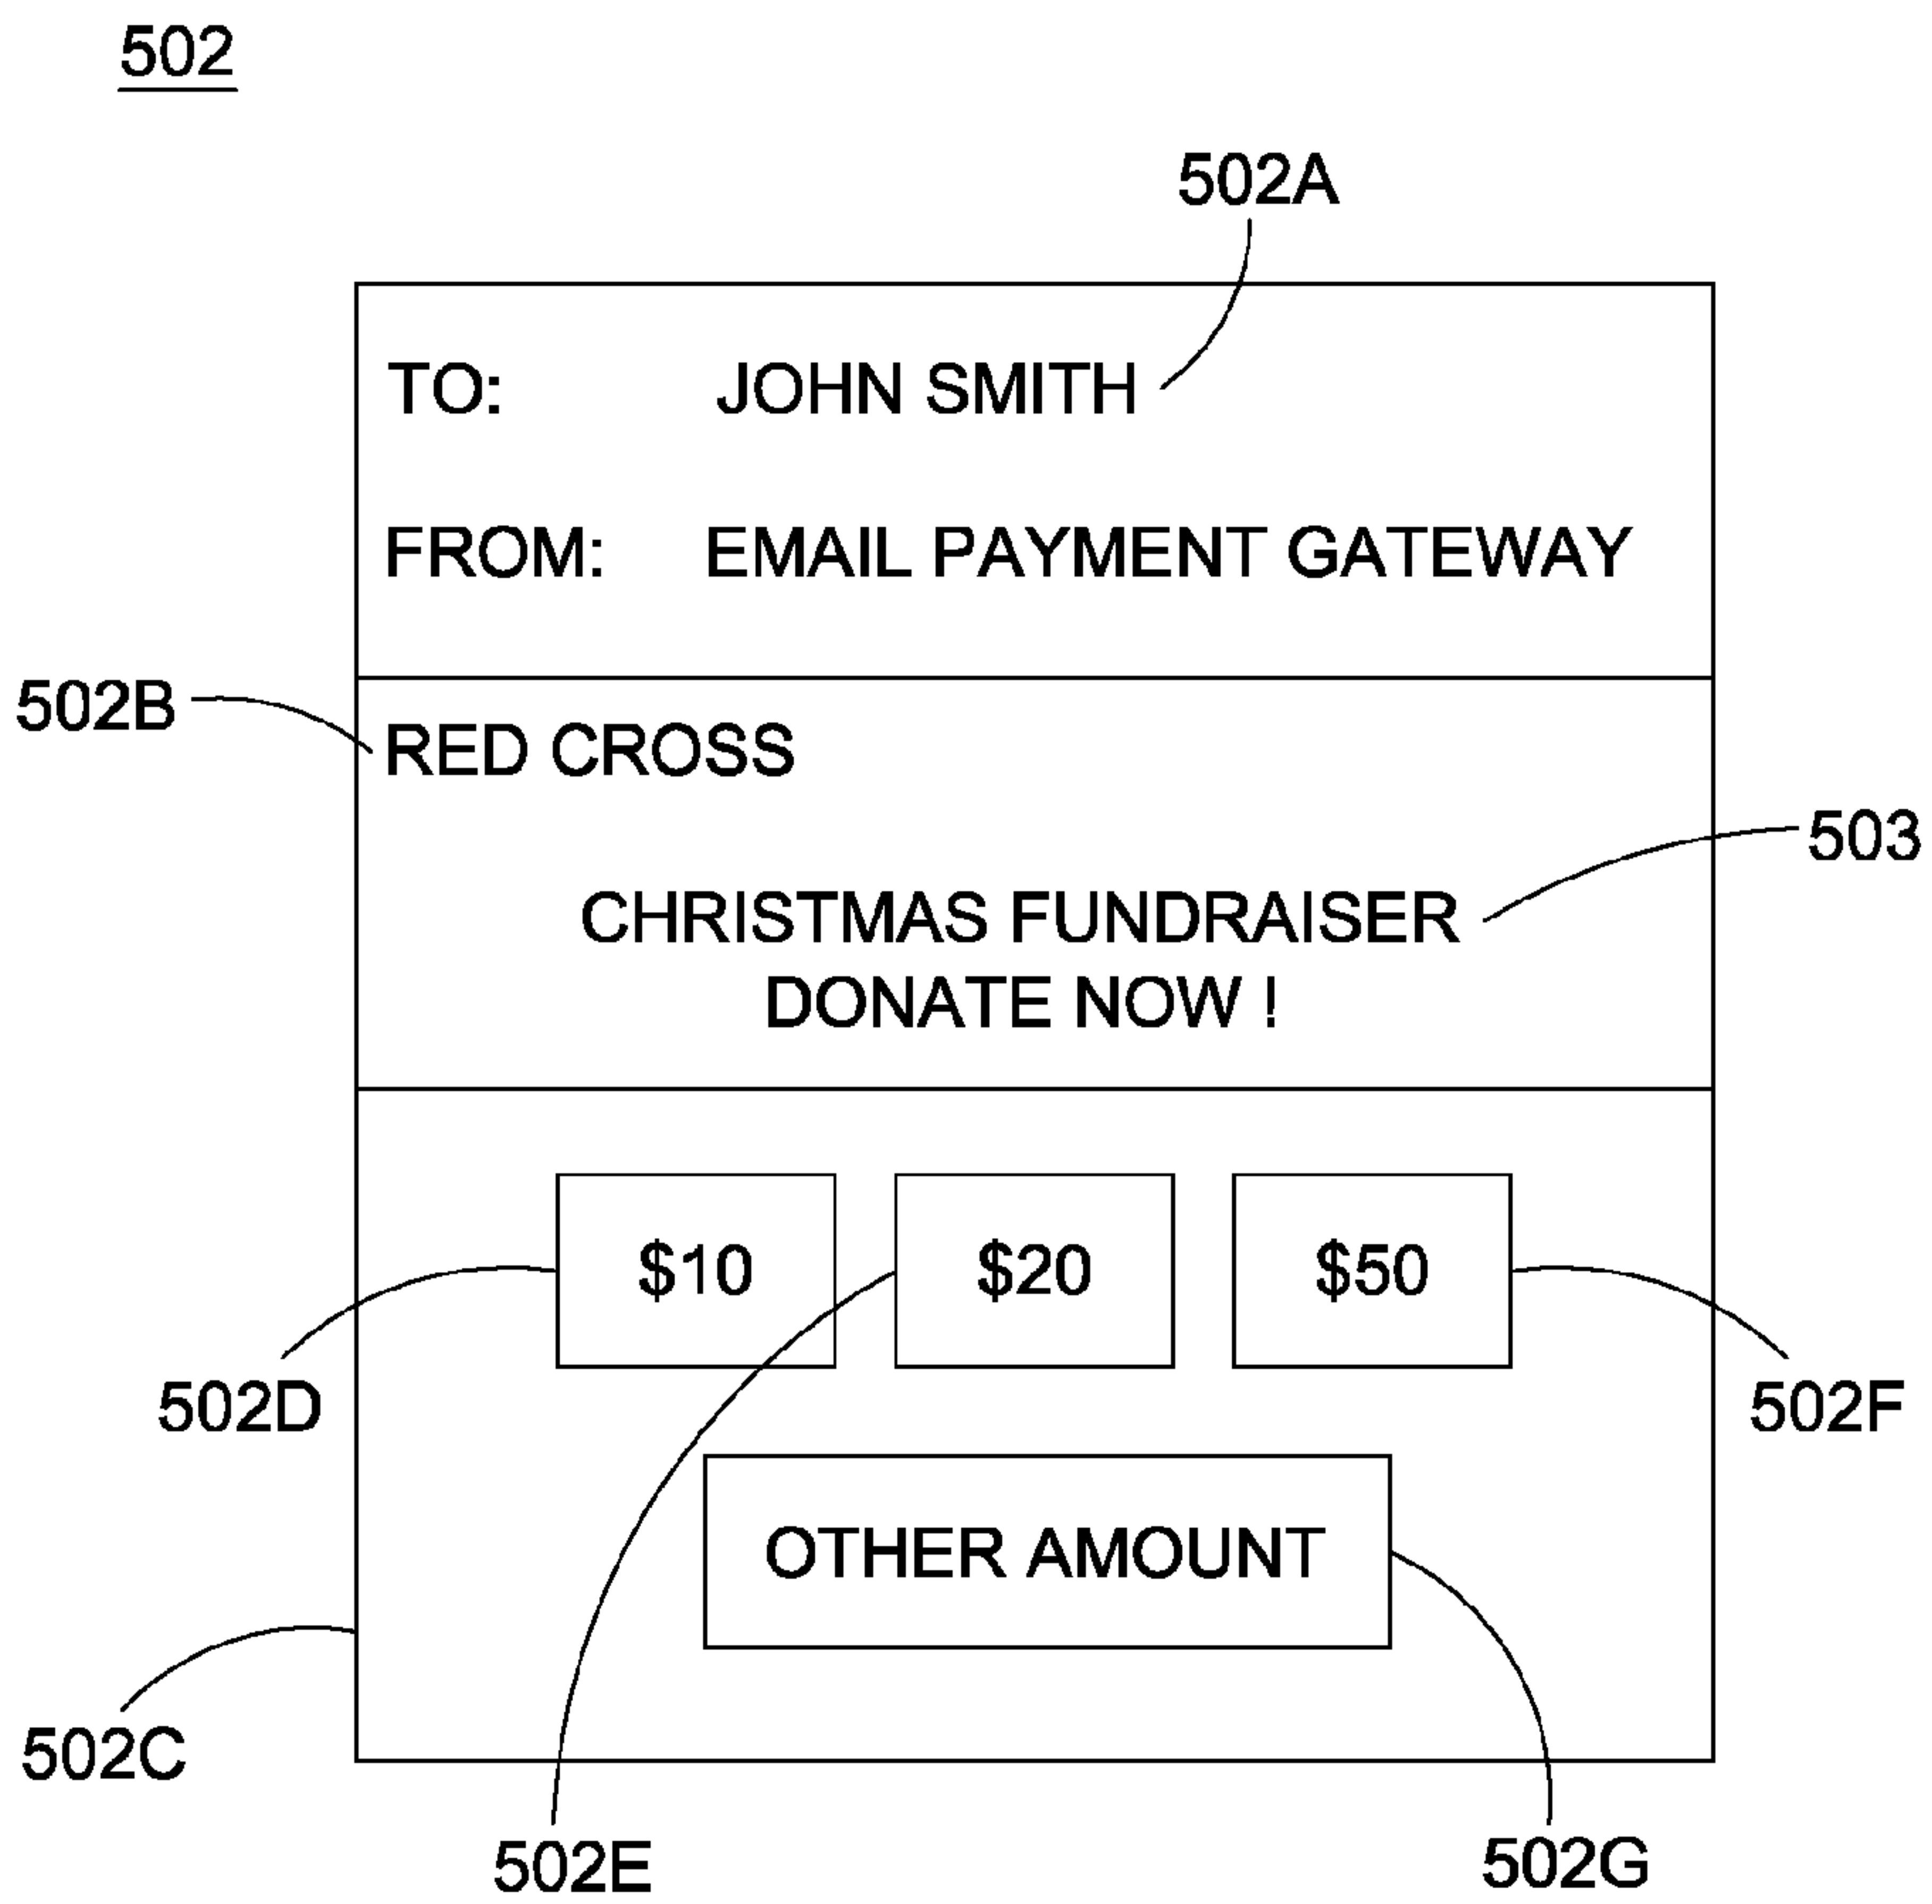 502
502A
TO: JOHN SMITH
FROM: EMAIL PAYMENT GATEWAY
502B
RED CROSS
503
CHRISTMAS FUNDRAISER
DONATE NOW !
$10 $20 $50
502D
502F
OTHER AMOUNT
502C
502E
502G